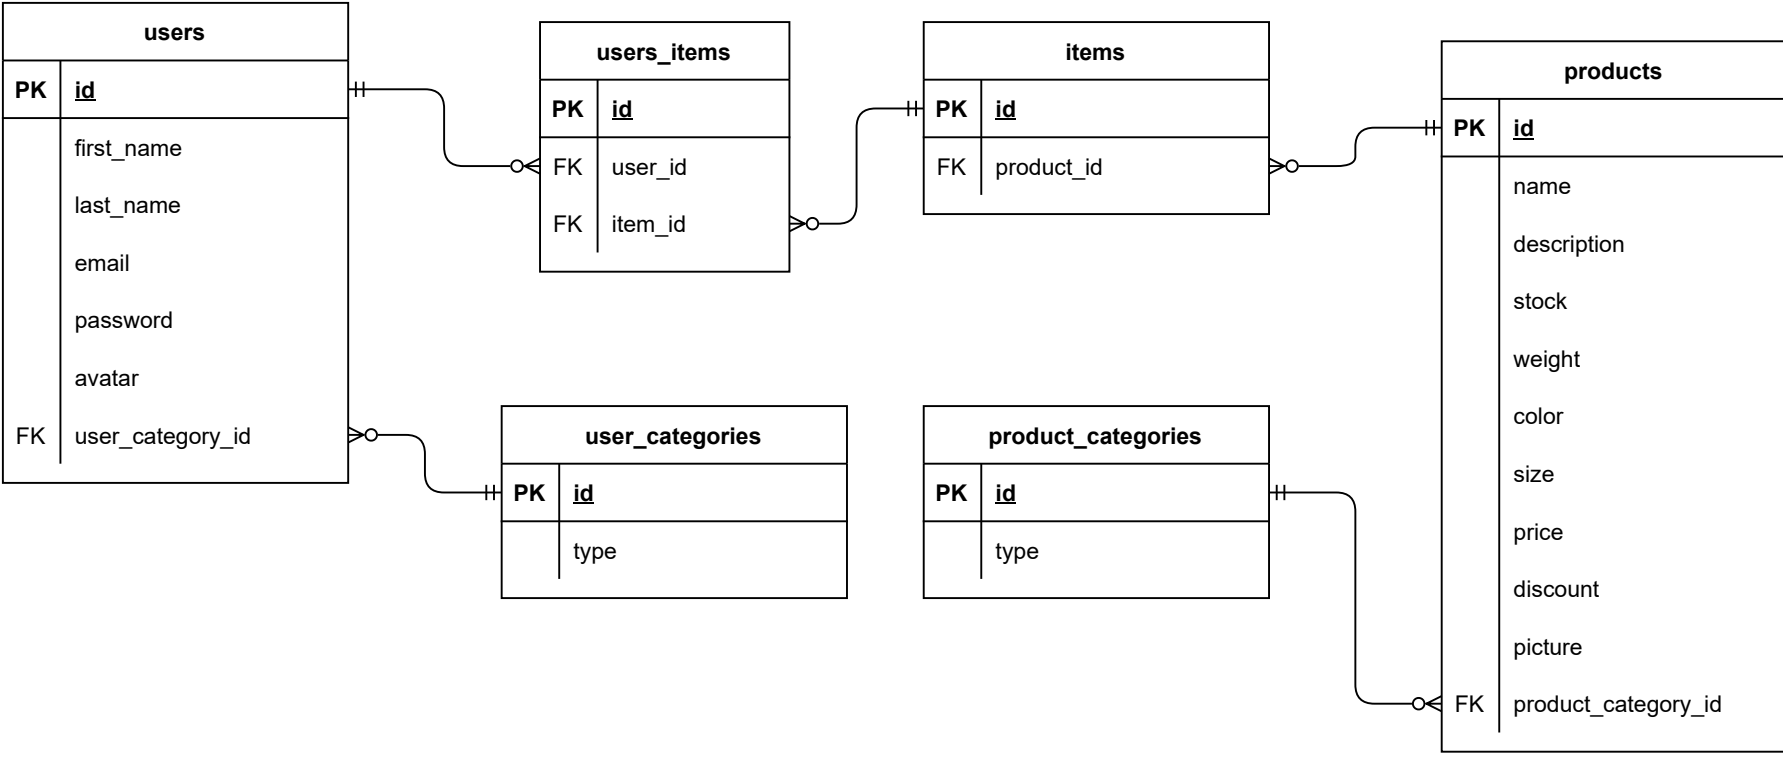 users
PK id
first_name
last_name
email
password
avatar
FK user_category_id
users_items
PK id
FK user_id
FK item_id
items
PK id
FK product_id
products
PK id
name
description
stock
weight
color
size
price
discount
picture
FK product_category_id
user_categories
PK id
type
product_categories
PK id
type